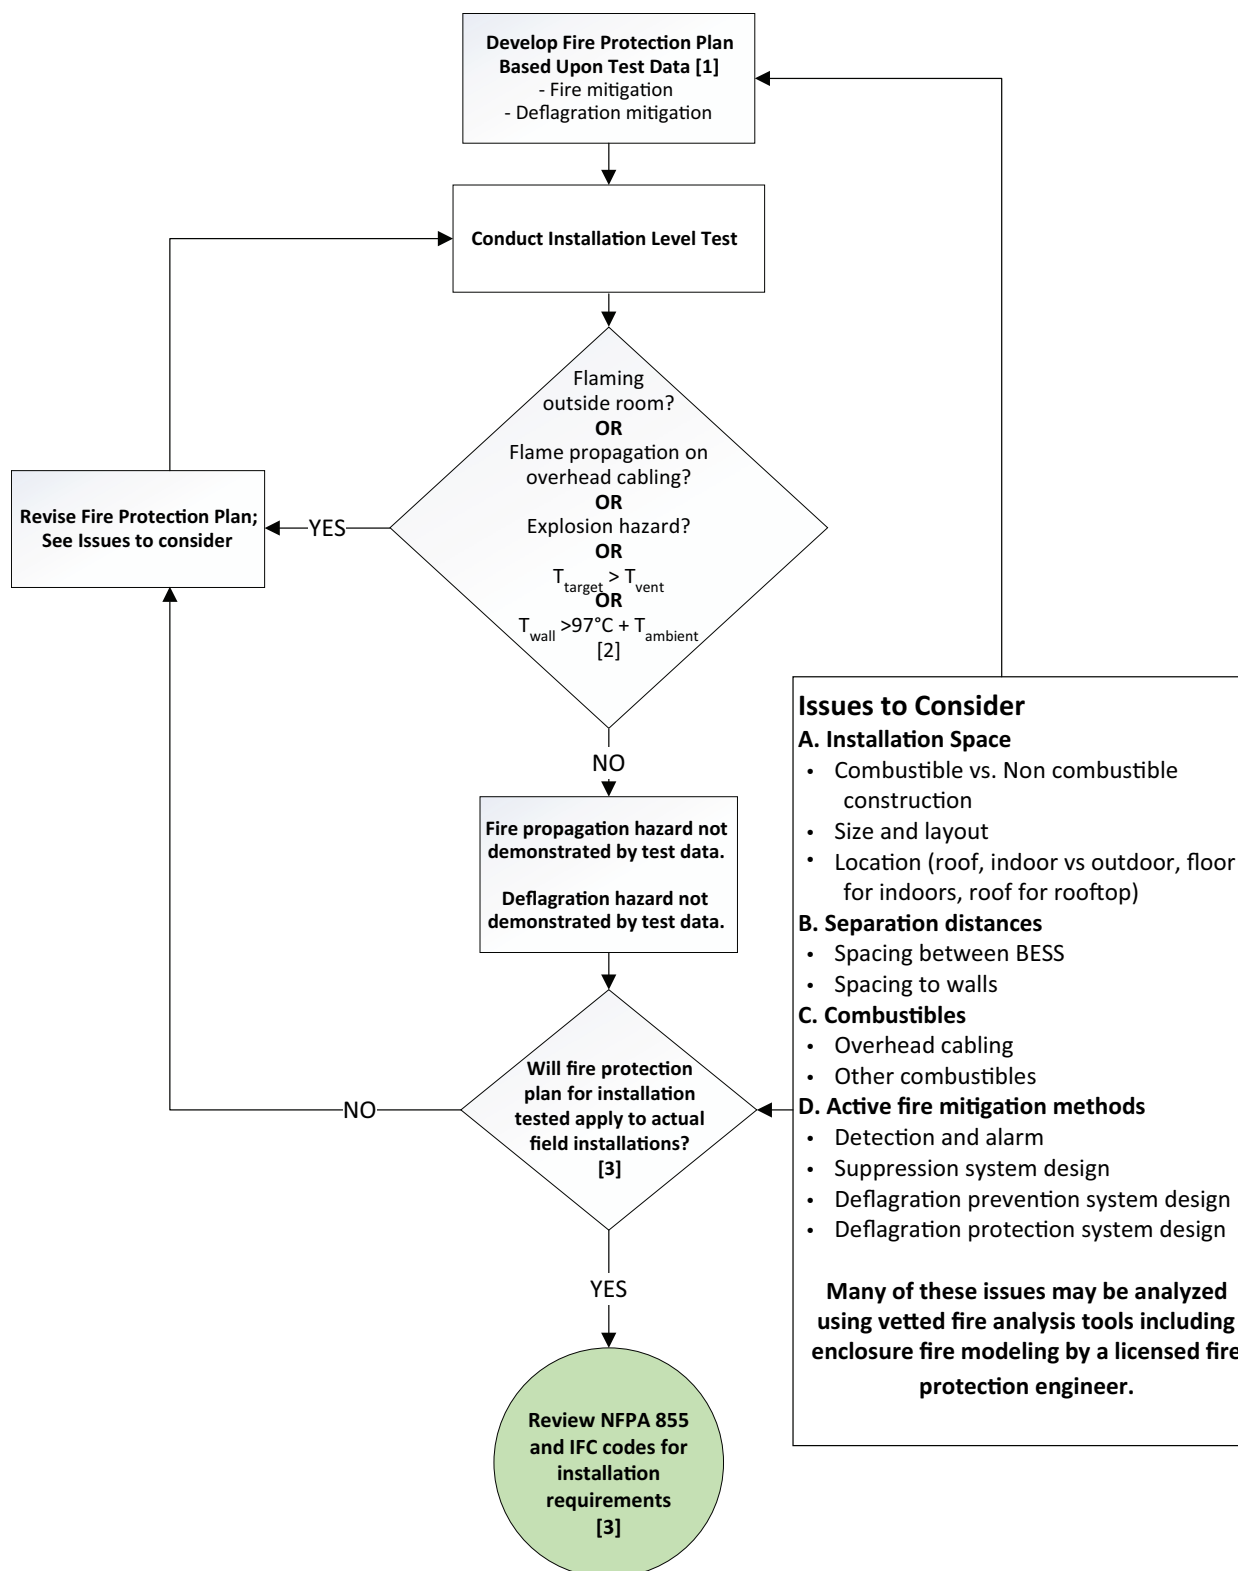 Develop Fire Protection Plan
Based Upon Test Data [1]
- Fire mitigation
- Deflagration mitigation
Conduct Installation Level Test
Flaming
outside room?
OR
Flame propagation on
overhead cabling?
OR
Explosion hazard?
OR
T target > T vent
OR
T wall >97°C + T ambient
[2]
YES
Revise Fire Protection Plan;
See Issues to consider
NO
Fire propagation hazard not
demonstrated by test data.
Deflagration hazard not
demonstrated by test data.
Will fire protection
plan for installation
tested apply to actual
field installations?
[3]
NO
YES
Review NFPA 855
and IFC codes for
installation
requirements
[3]
Issues to Consider
A. Installation Space
• Combustible vs. Non combustible
construction
• Size and layout
• Location (roof, indoor vs outdoor, floor
for indoors, roof for rooftop)
B. Separation distances
• Spacing between BESS
• Spacing to walls
C. Combustibles
• Overhead cabling
• Other combustibles
D. Active fire mitigation methods
• Detection and alarm
• Suppression system design
• Deflagration prevention system design
• Deflagration protection system design
Many of these issues may be analyzed
using vetted fire analysis tools including
enclosure fire modeling by a licensed fire
protection engineer.